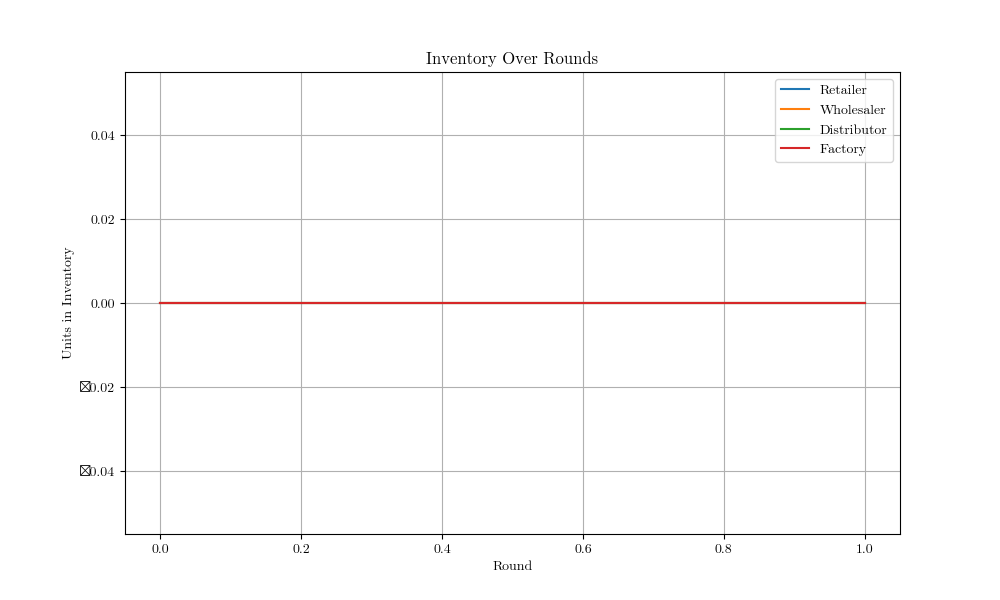 Inventory Over Rounds
Retailer
Wholesaler
Distributor
Factory
Units in Inventory
0.04
0.02
0.00
☒0.02
☒0.04
0.0 0.2 0.4 0.6 0.8 1.0
Round